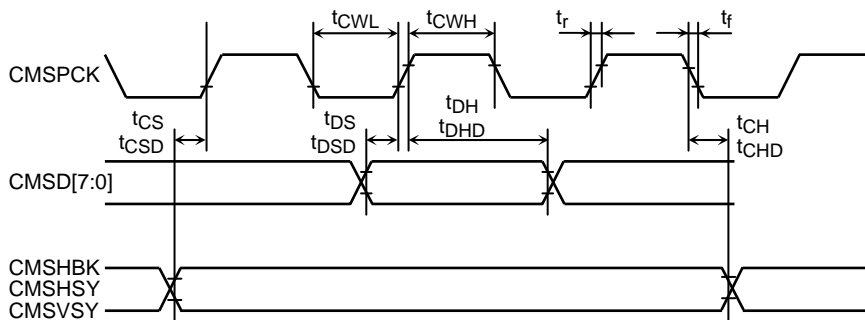 tCWL tCWH tr tf
CMSPCK
tCS tDS tDH tCH
tCSD tDSD tDHD tCHD
CMSD[7:0]
CMSHBK
CMSHSY
CMSVSY